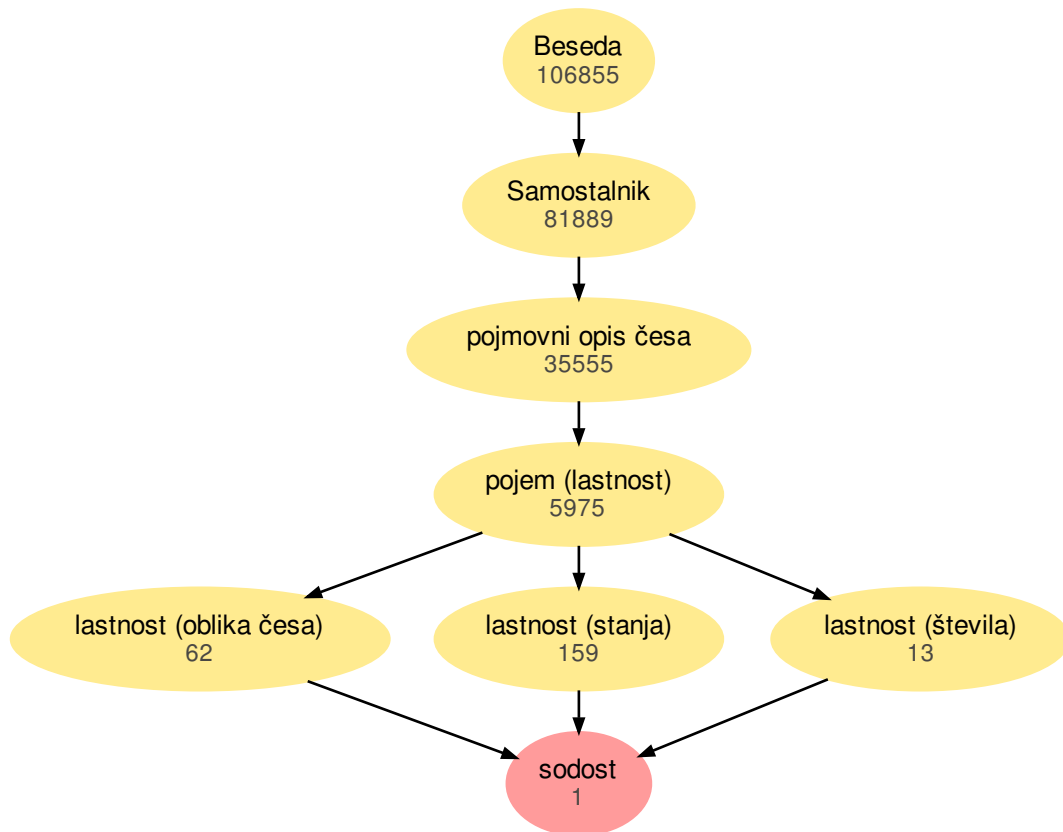 Beseda
106855
Samostalnik
81889
pojmovni opis česa
35555
pojem (lastnost)
5975
lastnost (oblika česa)
62
lastnost (stanja)
159
lastnost (števila)
13
sodost
1